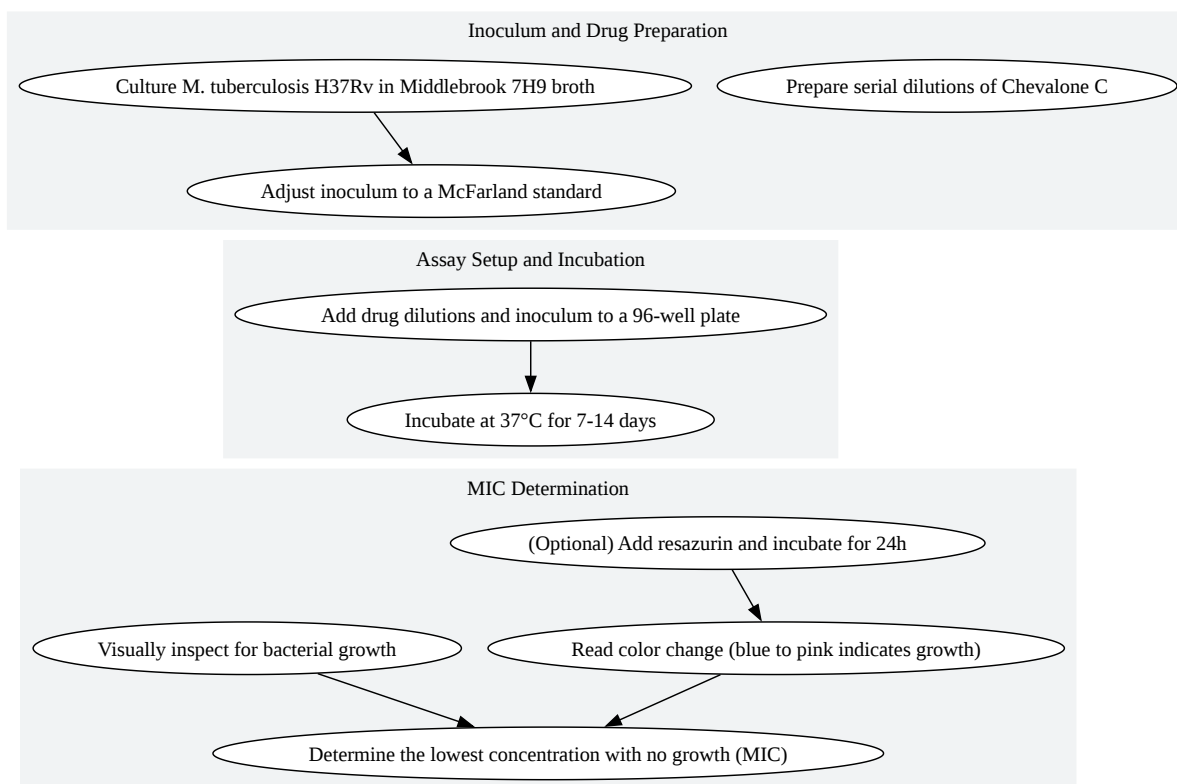 Inoculum and Drug Preparation
Culture M. tuberculosis H37Rv in Middlebrook 7H9 broth
Prepare serial dilutions of Chevalone C
Adjust inoculum to a McFarland standard
Assay Setup and Incubation
Add drug dilutions and inoculum to a 96-well plate
Incubate at 37°C for 7-14 days
MIC Determination
(Optional) Add resazurin and incubate for 24h
Visually inspect for bacterial growth
Read color change (blue to pink indicates growth)
Determine the lowest concentration with no growth (MIC)